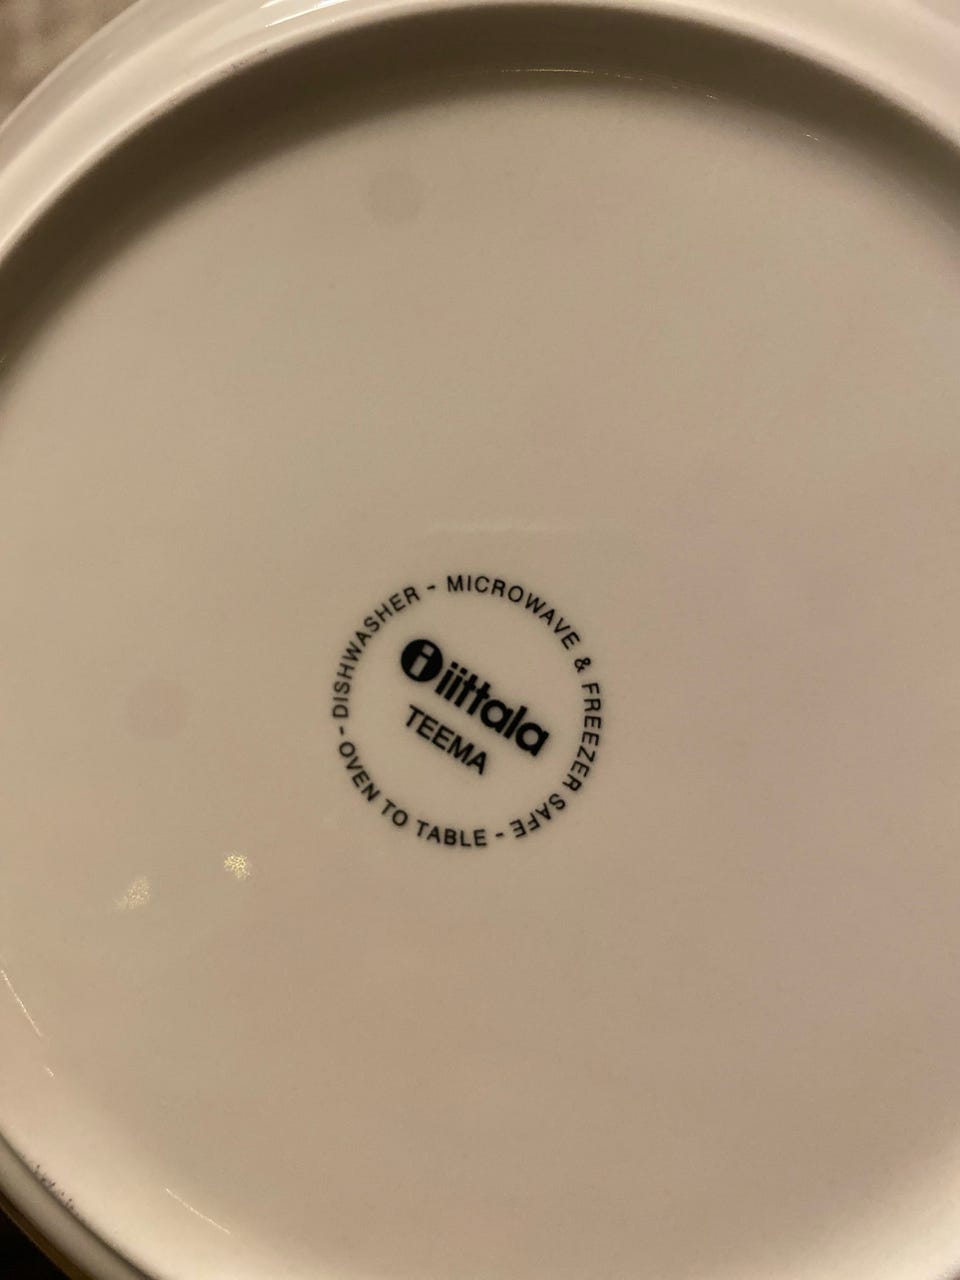 DISHWASHER - MICROWAVE & FREEZER SAFE - OVEN TO TABLE -
i iittala
TEEMA